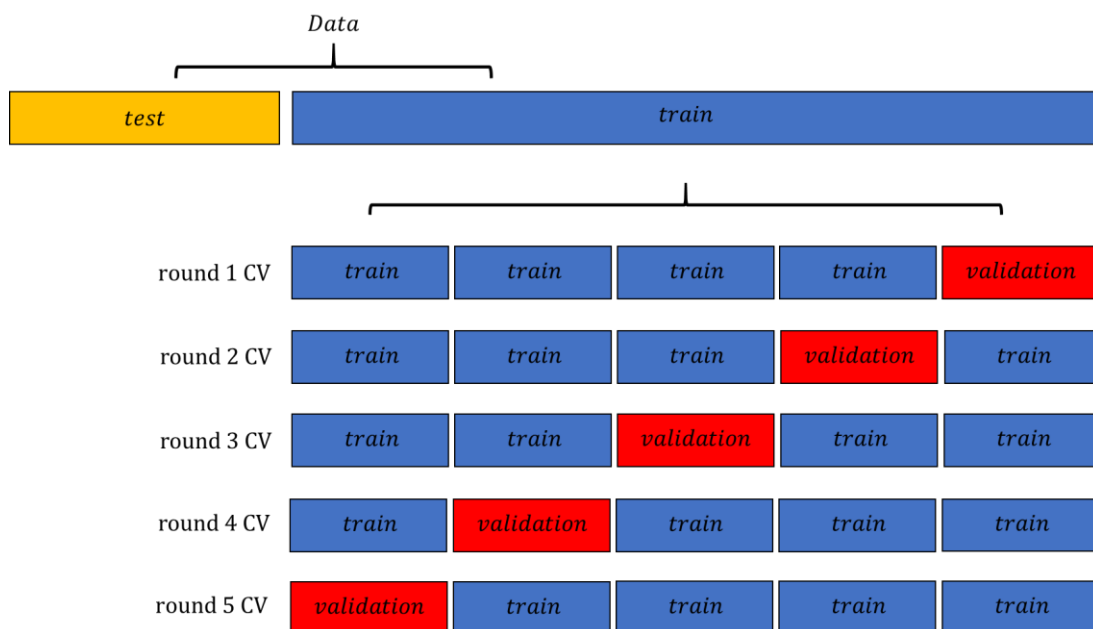 Data
test train
round 1 CV train train train train validation
round 2 CV train train train validation train
round 3 CV train train validation train train
round 4 CV train validation train train train
round 5 CV validation train train train train